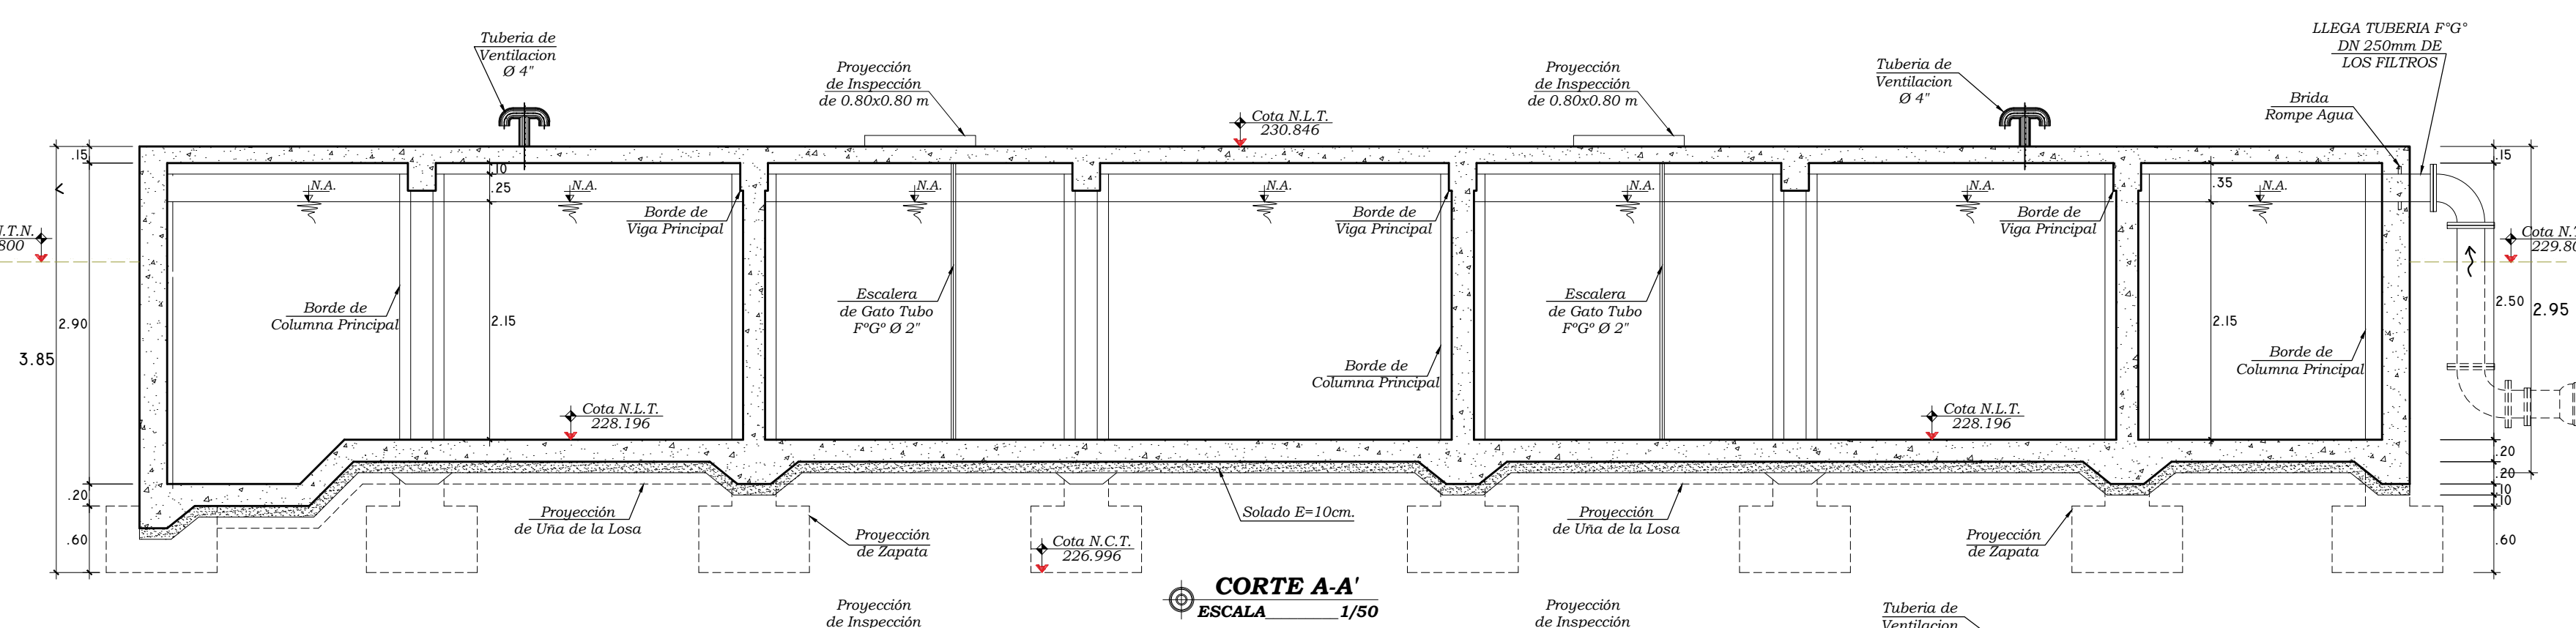 LLEGA TUBERIA F°G°
DN 250mm DE
LOS FILTROS
Tuberia de
Ventilacion
Ø 4"
Proyección
de Inspección
de 0.80x0.80 m
Proyección
de Inspección
de 0.80x0.80 m
Tuberia de
Ventilacion
Ø 4"
Brida
Rompe Agua
Cota N.L.T.
230.846
.15
.10
.25
.15
.35
N.A.
N.A.
N.A.
N.A.
N.A.
N.A.
N.A.
Borde de
Viga Principal
Borde de
Viga Principal
Borde de
Viga Principal
.T.N.
800
Cota N.
229.80
Borde de
Columna Principal
Escalera
de Gato Tubo
F°G° Ø 2"
Escalera
de Gato Tubo
F°G° Ø 2"
2.90
3.85
2.15
2.15
2.50
2.95
Borde de
Columna Principal
Borde de
Columna Principal
Cota N.L.T.
228.196
Cota N.L.T.
228.196
.20
.20
.10
.10
.60
.20
.60
Proyección
de Uña de la Losa
Solado E=10cm.
Proyección
de Uña de la Losa
Proyección
de Zapata
Cota N.C.T.
226.996
Proyección
de Zapata
CORTE A-A'
ESCALA 1/50
Proyección
de Inspección
Proyección
de Inspección
Tuberia de
Ventilacion